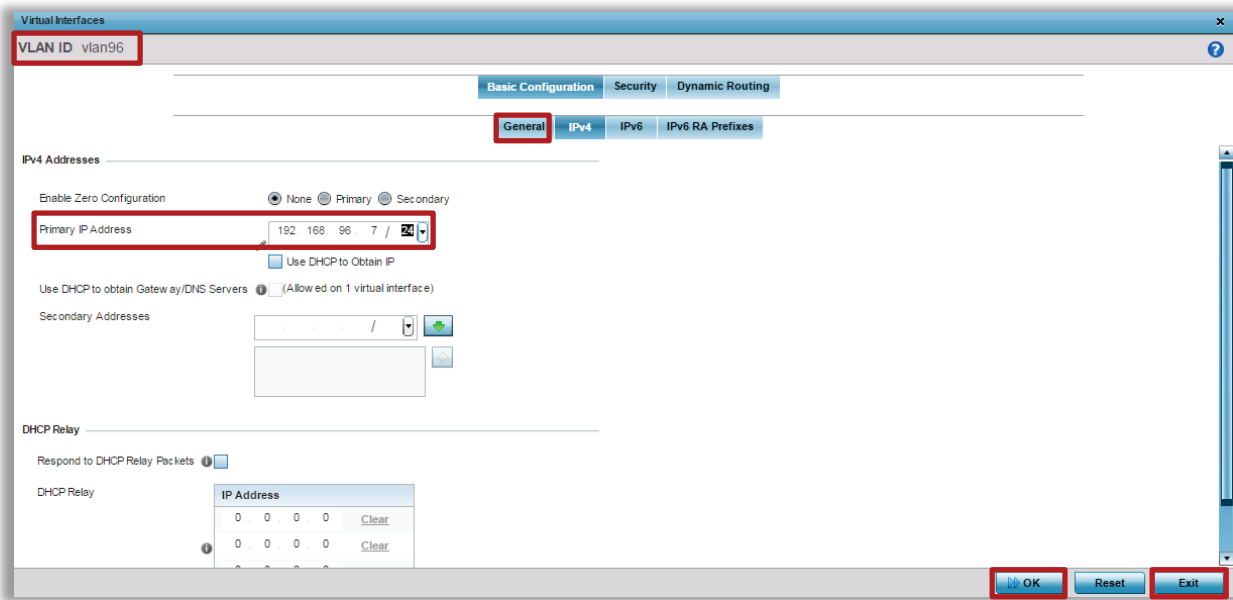 Virtual Interfaces
VLAN ID vlan96
Basic Configuration Security Dynamic Routing
General IPv4 IPv6 IPv6 RA Prefixes
IPv4 Addresses
Enable Zero Configuration None Primary Secondary
Primary IP Address 192 . 168 . 96 . 7 / 24
Use DHCP to Obtain IP
Use DHCP to obtain Gateway/DNS Servers (Allowed on 1 virtual interface)
Secondary Addresses . . . /
DHCP Relay
Respond to DHCP Relay Packets
DHCP Relay IP Address
0 . 0 . 0 . 0 Clear
0 . 0 . 0 . 0 Clear
OK Reset Exit